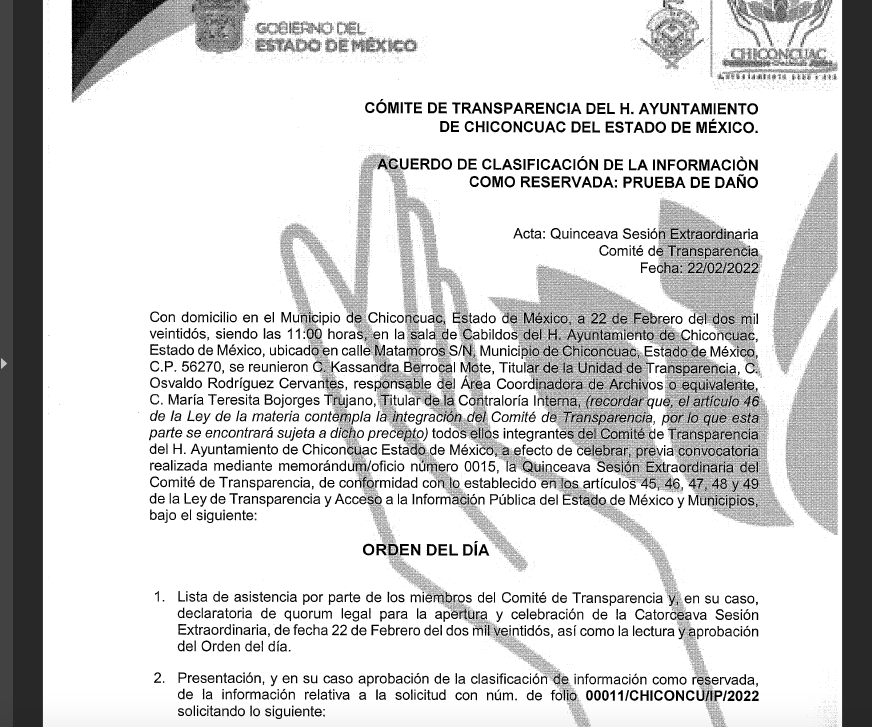 GOBIERNO DEL
ESTADO DE MÉXICO
CHICONCUAC
CÓMITE DE TRANSPARENCIA DEL H. AYUNTAMIENTO
DE CHICONCUAC DEL ESTADO DE MÉXICO.
ACUERDO DE CLASIFICACIÓN DE LA INFORMACIÒN
COMO RESERVADA: PRUEBA DE DAÑO
Acta: Quinceava Sesión Extraordinaria
Comité de Transparencia
Fecha: 22/02/2022
Con domicilio en el Municipio de Chiconcuac, Estado de México, a 22 de Febrero del dos mil
veintidós, siendo las 11:00 horas, en la sala de Cabildos del H. Ayuntamiento de Chiconcuac,
Estado de México, ubicado en calle Matamoros S/N, Municipio de Chiconcuac, Estado de México,
C.P. 56270, se reunieron C. Kassandra Berrocal Mote, Titular de la Unidad de Transparencia, C.
Osvaldo Rodríguez Cervantes, responsable del Área Coordinadora de Archivos o equivalente,
C. María Teresita Bojorges Trujano, Titular de la Contraloría Interna, (recordar que, el artículo 46
de la Ley de la materia contempla la integración del Comité de Transparencia, por lo que esta
parte se encontrará sujeta a dicho precepto) todos ellos integrantes del Comité de Transparencia
del H. Ayuntamiento de Chiconcuac Estado de México, a efecto de celebrar, previa convocatoria
realizada mediante memorándum/oficio número 0015, la Quinceava Sesión Extraordinaria del
Comité de Transparencia, de conformidad con lo establecido en los artículos 45, 46, 47, 48 y 49
de la Ley de Transparencia y Acceso a la Información Pública del Estado de México y Municipios,
bajo el siguiente:
ORDEN DEL DÍA
1. Lista de asistencia por parte de los miembros del Comité de Transparencia y, en su caso,
declaratoria de quorum legal para la apertura y celebración de la Catorceava Sesión
Extraordinaria, de fecha 22 de Febrero del dos mil veintidós, así como la lectura y aprobación
del Orden del día.
2. Presentación, y en su caso aprobación de la clasificación de información como reservada,
de la información relativa a la solicitud con núm. de folio 00011/CHICONCU/IP/2022
solicitando lo siguiente: